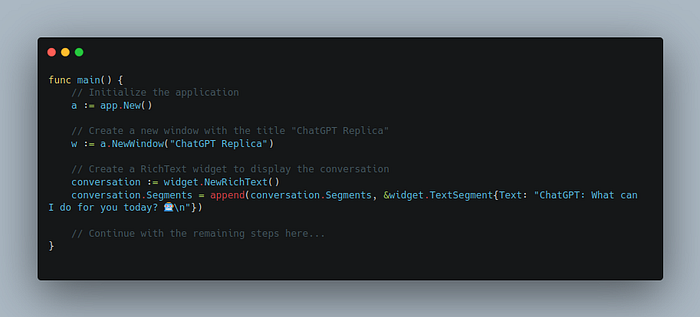 func main() {
    // Initialize the application
    a := app.New()

    // Create a new window with the title "ChatGPT Replica"
    w := a.NewWindow("ChatGPT Replica")

    // Create a RichText widget to display the conversation
    conversation := widget.NewRichText()
    conversation.Segments = append(conversation.Segments, &widget.TextSegment{Text: "ChatGPT: What can
I do for you today? 🎅\n"})

    // Continue with the remaining steps here...
}